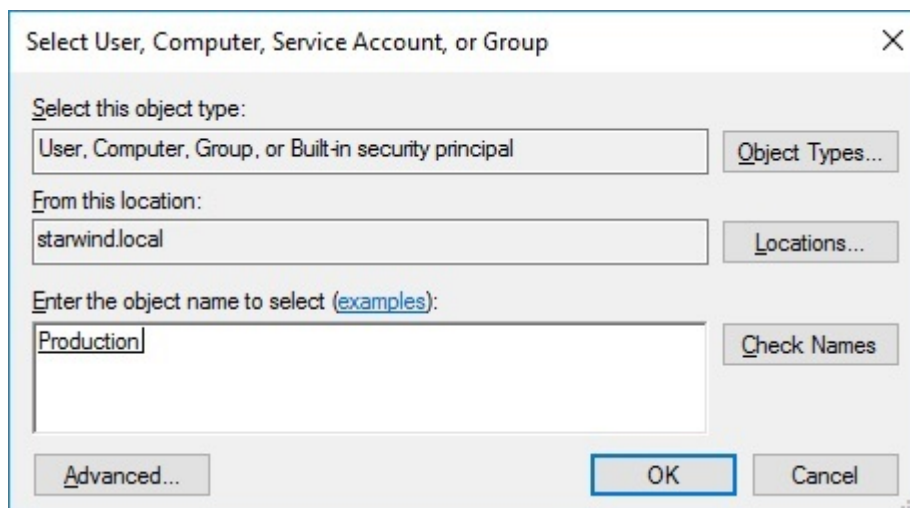 Select User, Computer, Service Account, or Group
Select this object type:
User, Computer, Group, or Built-in security principal
Object Types...
From this location:
starwind.local
Locations...
Enter the object name to select (examples):
Production
Check Names
Advanced...
OK
Cancel